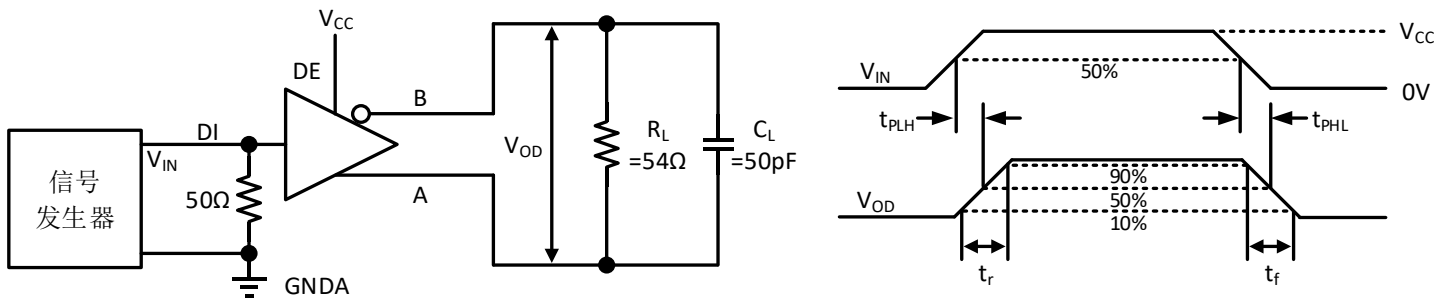 VCC
DE
B
DI
VIN
信号
发生器
50Ω
A
GNDA
VOD
RL
=54Ω
CL
=50pF
VCC
VIN
50%
0V
tPLH
tPHL
90%
VOD
50%
10%
tr
tf